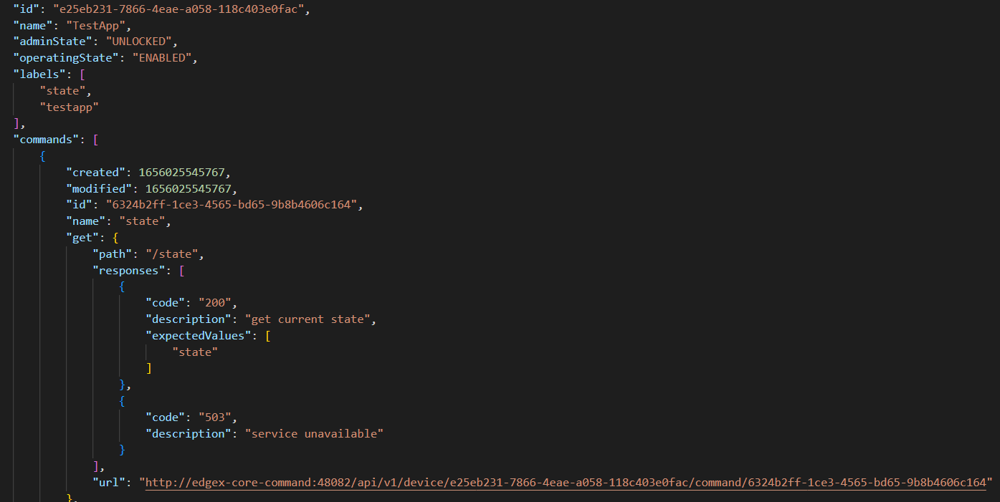 "id": "e25eb231-7866-4eae-a058-118c403e0fac",
"name": "TestApp",
"adminState": "UNLOCKED",
"operatingState": "ENABLED",
"labels": [
"state",
"testapp"
],
"commands": [
{
"created": 1656025545767,
"modified": 1656025545767,
"id": "6324b2ff-1ce3-4565-bd65-9b8b4606c164",
"name": "state",
"get": {
"path": "/state",
"responses": [
{
"code": "200",
"description": "get current state",
"expectedValues": [
"state"
]
},
{
"code": "503",
"description": "service unavailable"
}
],
"url": "http://edgex-core-command:48082/api/v1/device/e25eb231-7866-4eae-a058-118c403e0fac/command/6324b2ff-1ce3-4565-bd65-9b8b4606c164"
},